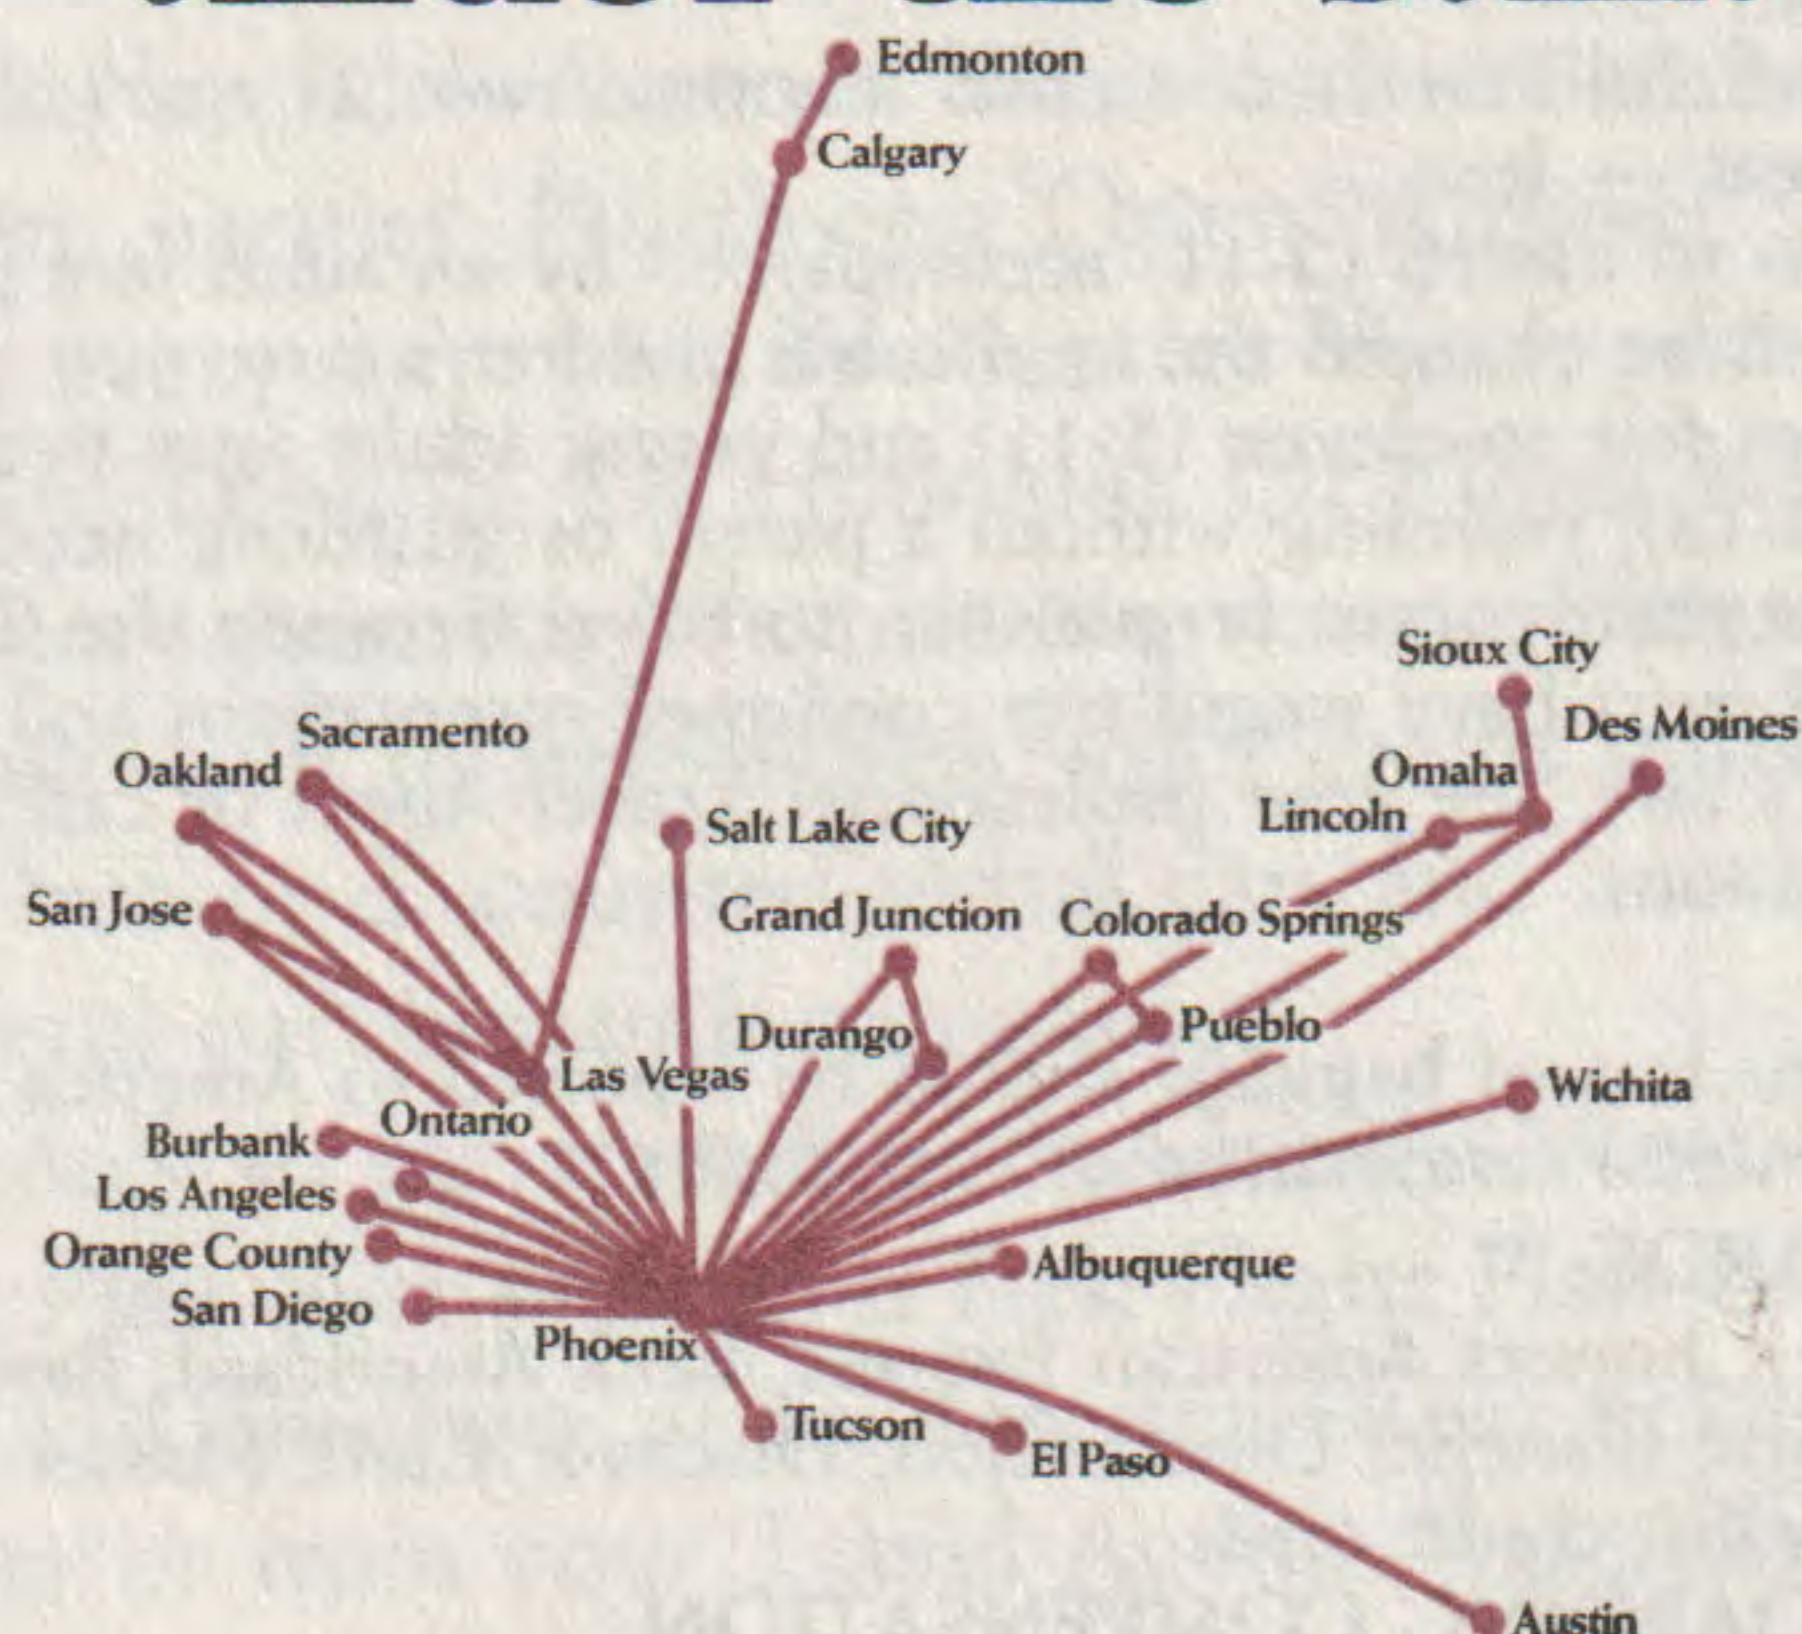 Edmonton
Calgary
Sioux City
Des Moines
Sacramento
Omaha
Oakland
Lincoln
Salt Lake City
San Jose
Grand Junction
Colorado Springs
Durango
Pueblo
Las Vegas
Wichita
Ontario
Burbank
Los Angeles
Orange County
Albuquerque
San Diego
Phoenix
Tucson
El Paso
Austin